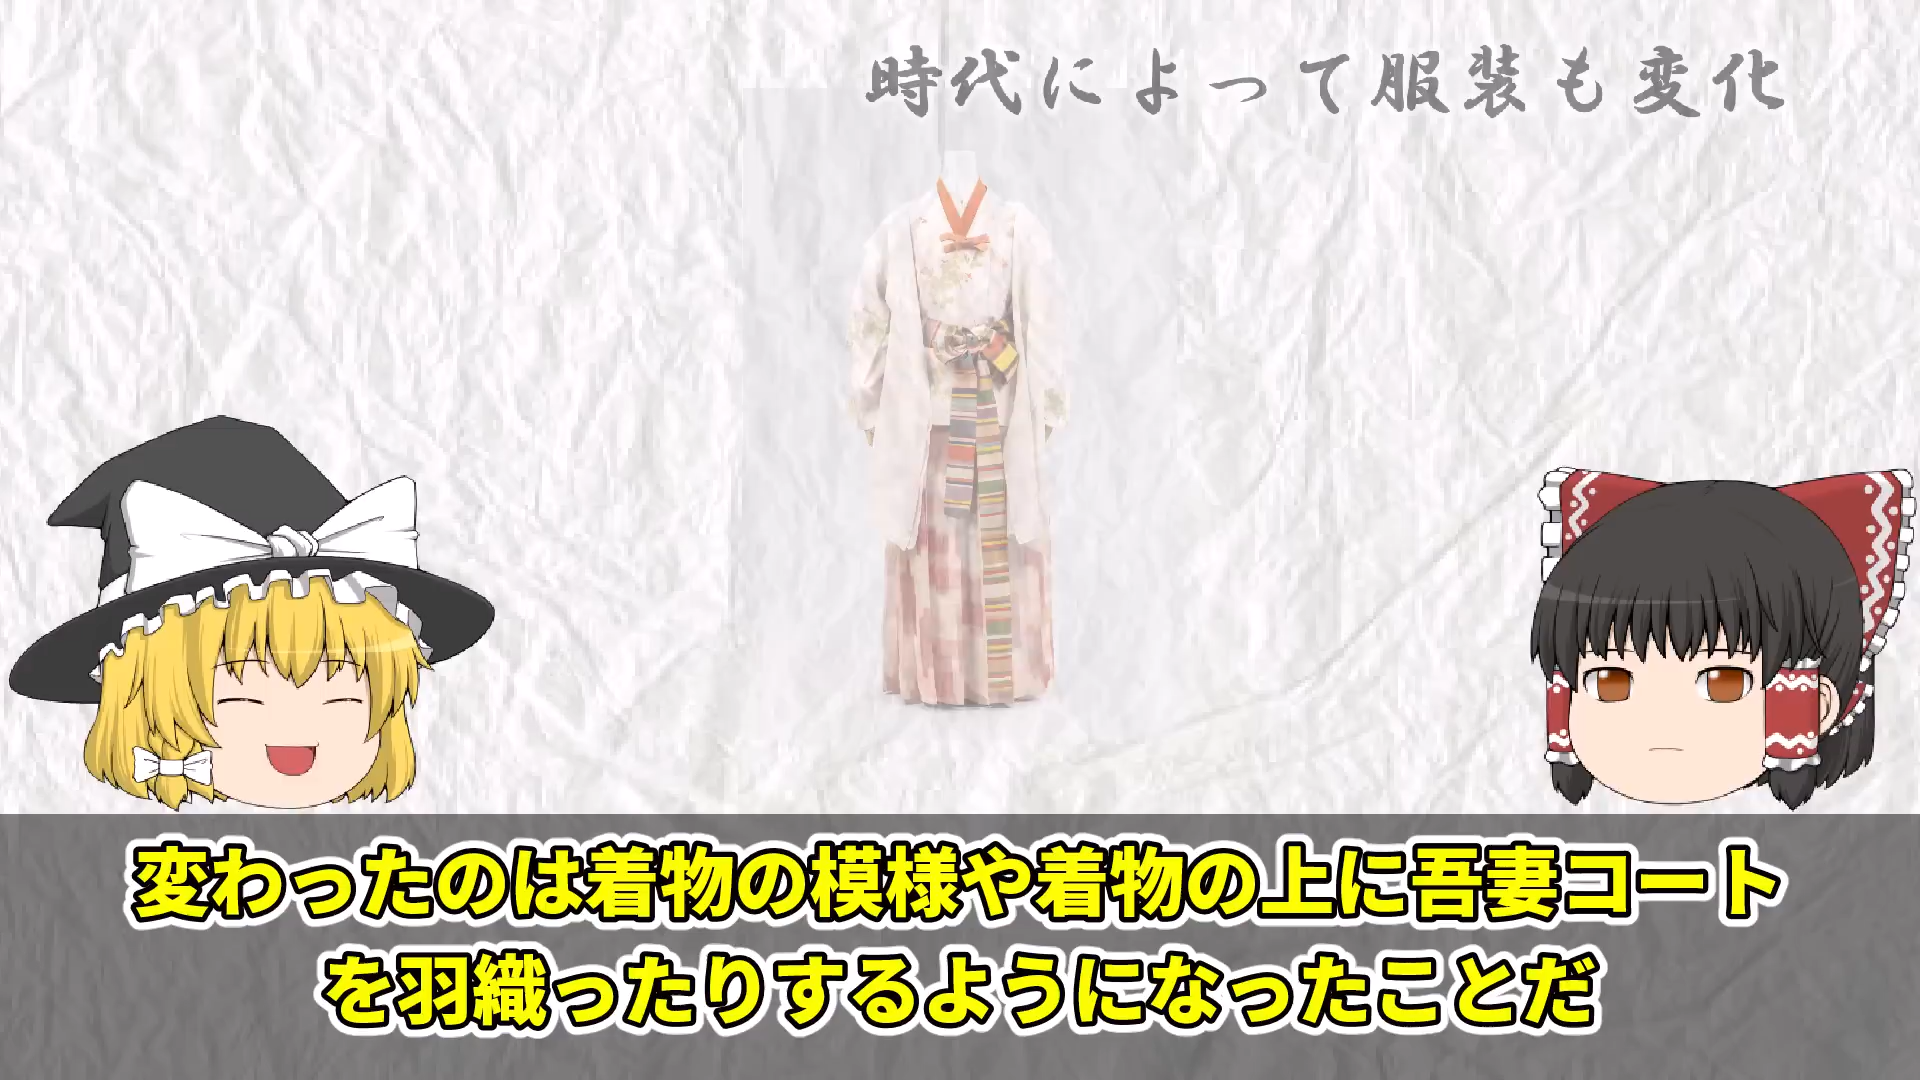 時代によって服装も変化
変わったのは着物の模様や着物の上に吾妻コート
を羽織ったりするようになったことだ